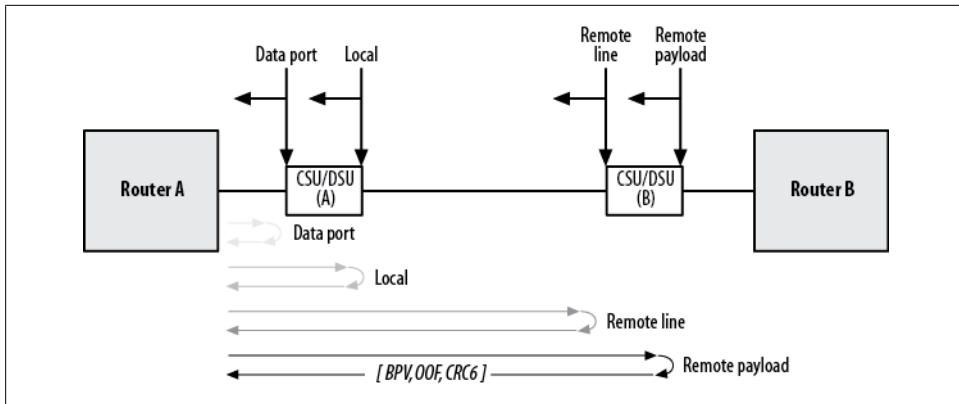 Data port
Local
Remote
line
Remote
payload
Router A
CSU/DSU
(A)
CSU/DSU
(B)
Router B
Data port
Local
Remote line
[ BPV, OOF, CRC6 ]
Remote payload